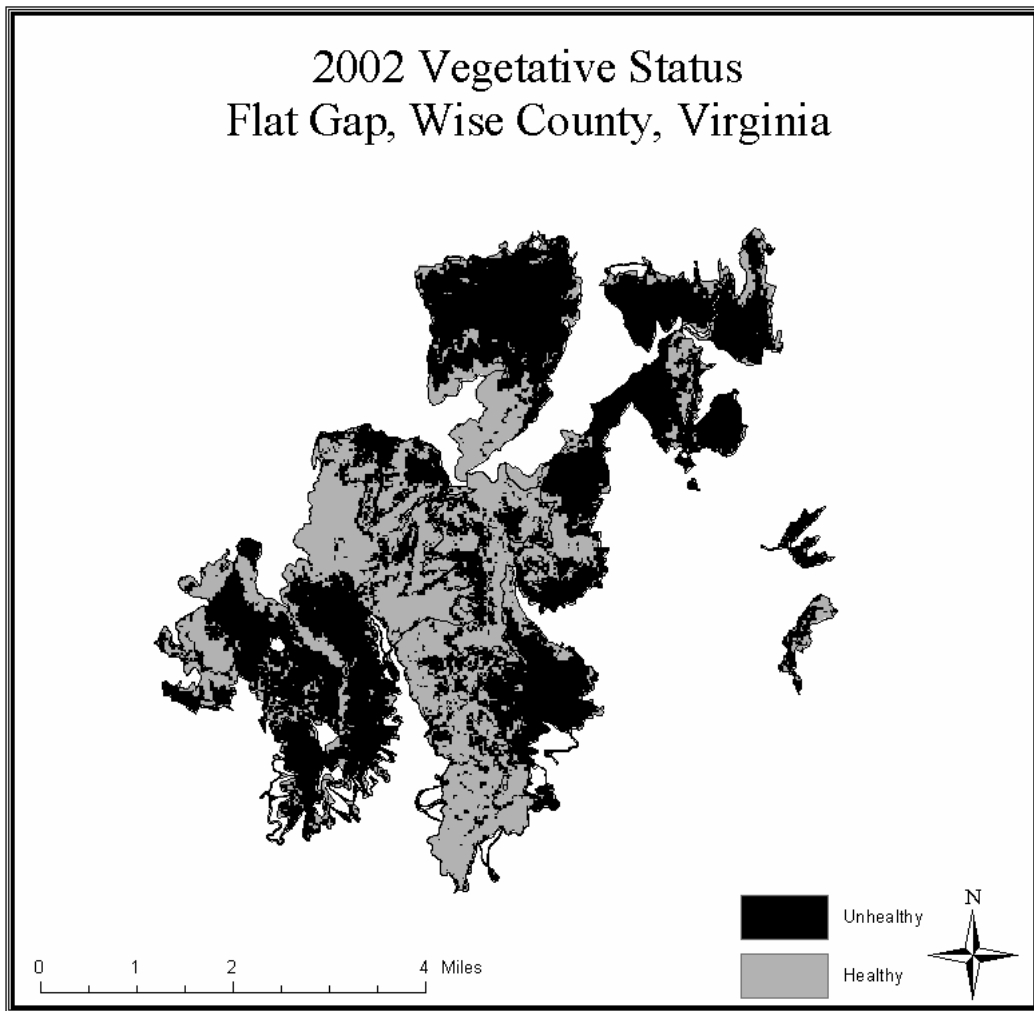 2002 Vegetative Status
Flat Gap, Wise County, Virginia
N
Unhealthy
Healthy
0 1 2 4 Miles